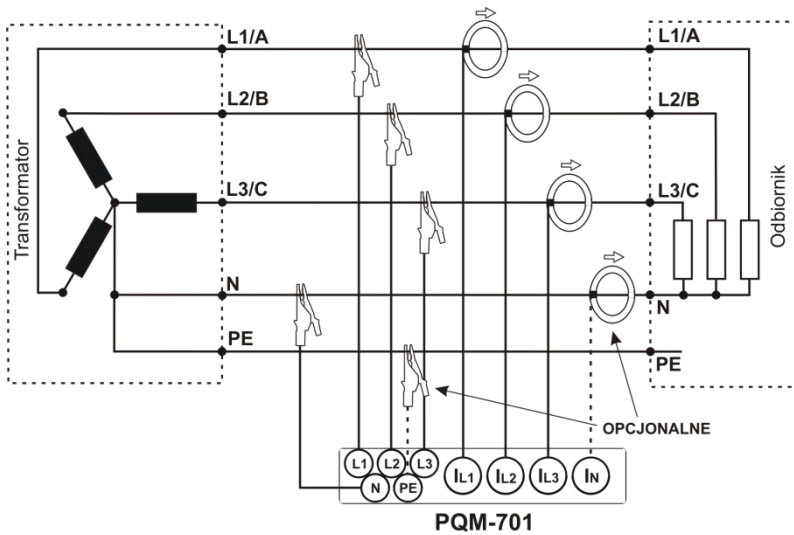 Transformator
L1/A
L2/B
L3/C
N
PE
L1/A
L2/B
L3/C
N
PE
Odbiornik
OPCJONALNE
L1
L2
L3
N
PE
IL1
IL2
IL3
IN
PQM-701